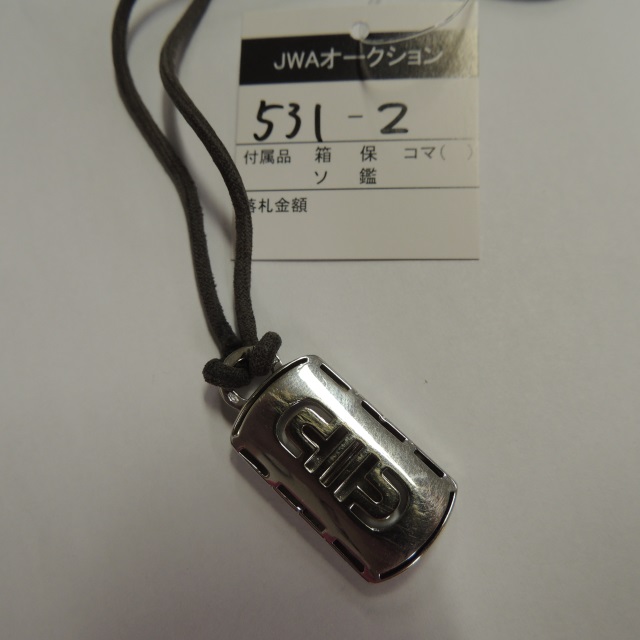 JWAオークション
531-2
付属品 箱 保 コマ( )
ソ 鑑
落札金額